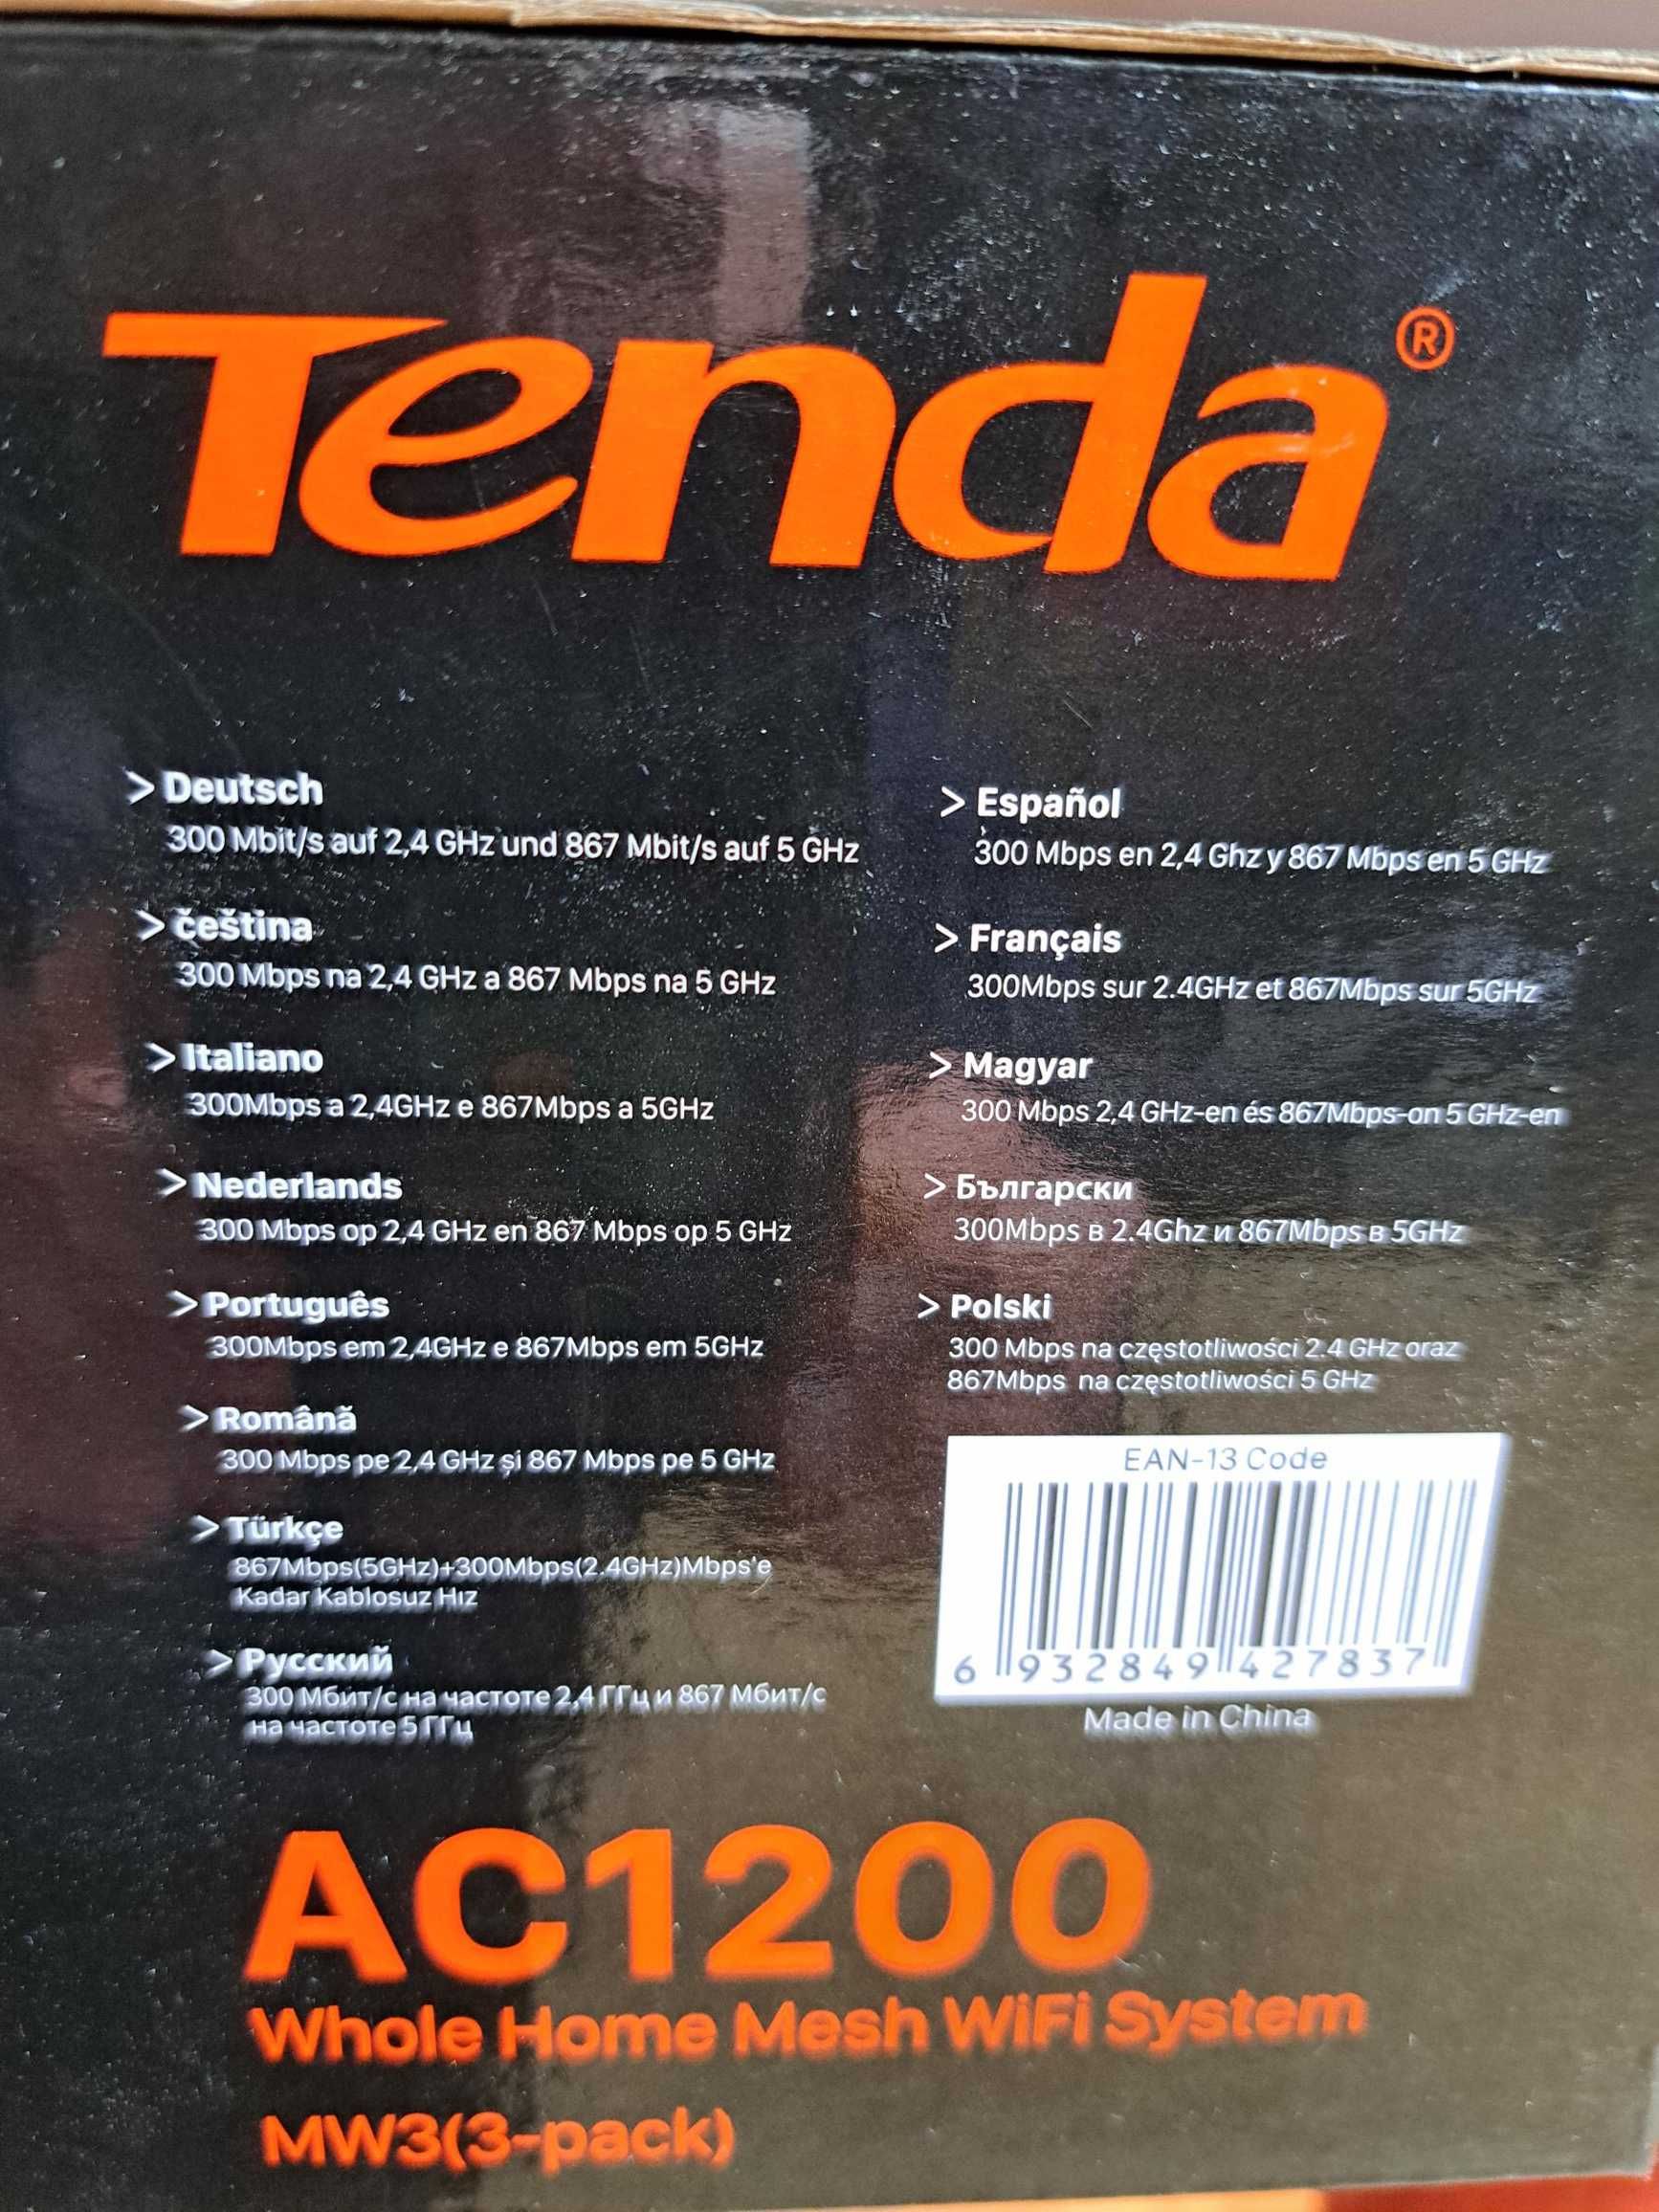 Tenda®
> Deutsch
300 Mbit/s auf 2,4 GHz und 867 Mbit/s auf 5 GHz
> čeština
300 Mbps na 2,4 GHz a 867 Mbps na 5 GHz
> Italiano
300Mbps a 2,4GHz e 867Mbps a 5GHz
> Nederlands
300 Mbps op 2,4 GHz en 867 Mbps op 5 GHz
> Português
300Mbps em 2,4GHz e 867Mbps em 5GHz
> Română
300 Mbps pe 2,4 GHz și 867 Mbps pe 5 GHz
> Türkçe
867Mbps(5GHz)+300Mbps(2.4GHz)Mbps'e
Kadar Kablosuz Hız
> Русский
300 Мбит/с на частоте 2,4 ГГц и 867 Мбит/с
на частоте 5 ГГц
> Español
300 Mbps en 2,4 Ghz y 867 Mbps en 5 GHz
> Français
300Mbps sur 2.4GHz et 867Mbps sur 5GHz
> Magyar
300 Mbps 2,4 GHz-en és 867Mbps-on 5 GHz-en
> Български
300Mbps в 2.4Ghz и 867Mbps в 5GHz
> Polski
300 Mbps na częstotliwości 2.4 GHz oraz
867Mbps na częstotliwości 5 GHz
EAN-13 Code
6 932849 427837
Made in China
AC1200
Whole Home Mesh WiFi System
MW3(3-pack)